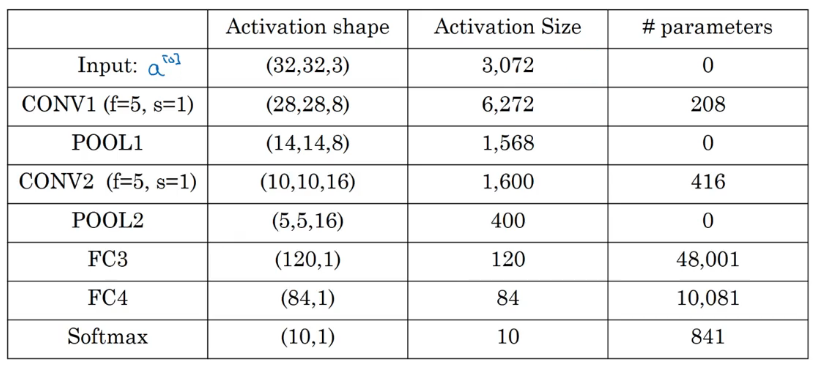 Activation shape Activation Size # parameters
Input: a^[0] (32,32,3) 3,072 0
CONV1 (f=5, s=1) (28,28,8) 6,272 208
POOL1 (14,14,8) 1,568 0
CONV2 (f=5, s=1) (10,10,16) 1,600 416
POOL2 (5,5,16) 400 0
FC3 (120,1) 120 48,001
FC4 (84,1) 84 10,081
Softmax (10,1) 10 841